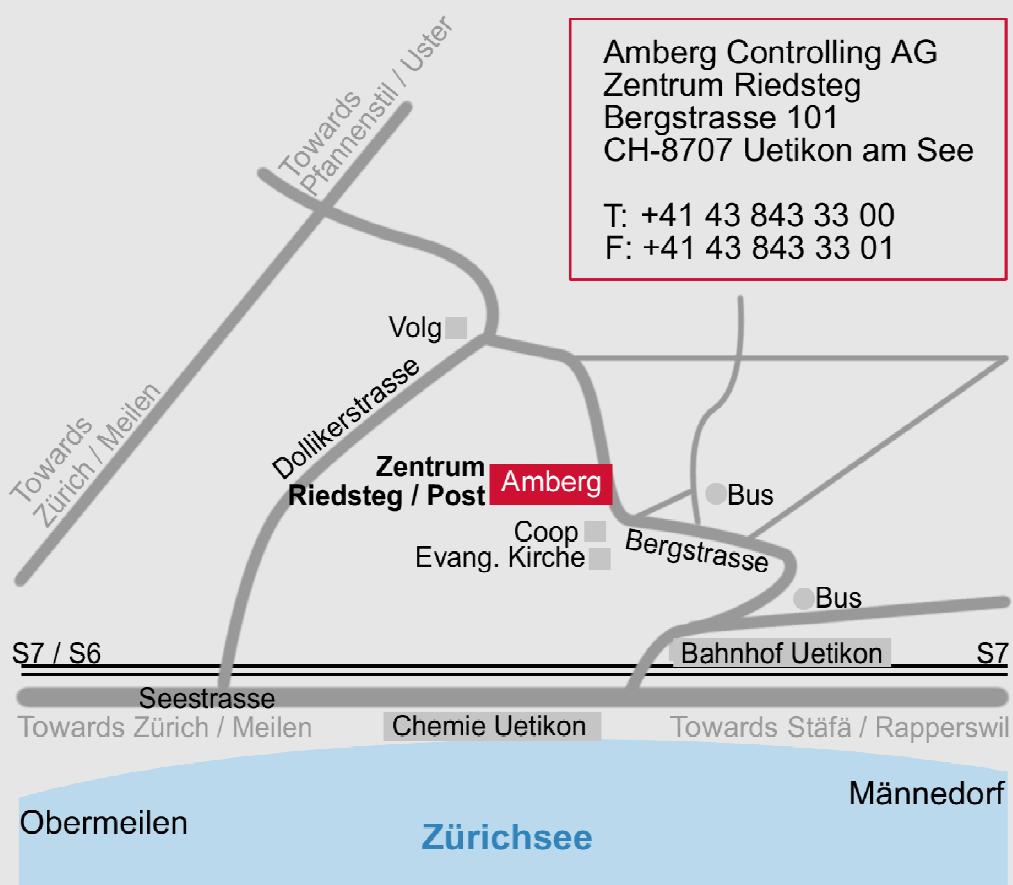 Amberg Controlling AG
Zentrum Riedsteg
Bergstrasse 101
CH-8707 Uetikon am See
T: +41 43 843 33 00
F: +41 43 843 33 01
Towards
Pfannenstil / Uster
Volg
Dollikerstrasse
Towards
Zürich / Meilen
Zentrum
Riedsteg / Post
Amberg
Bus
Coop
Evang. Kirche
Bergstrasse
Bus
S7 / S6
Bahnhof Uetikon
S7
Seestrasse
Towards Zürich / Meilen
Chemie Uetikon
Towards Stäfä / Rapperswil
Männedorf
Obermeilen
Zürichsee